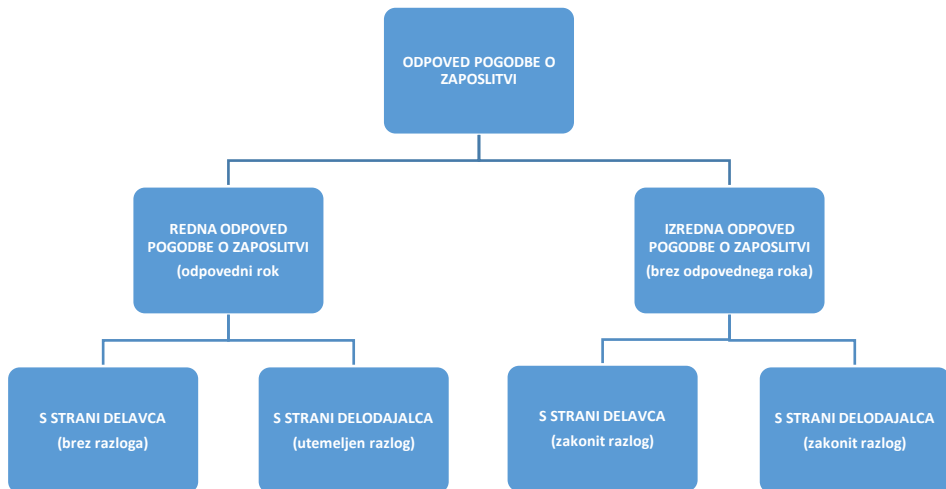 ODPOVED POGODBE O
ZAPOSLITVI
REDNA ODPOVED
POGODBE O ZAPOSLITVI
(odpovedni rok
IZREDNA ODPOVED
POGODBE O ZAPOSLITVI
(brez odpovednega roka)
S STRANI DELAVCA
(brez razloga)
S STRANI DELODAJALCA
(utemeljen razlog)
S STRANI DELAVCA
(zakonit razlog)
S STRANI DELODAJALCA
(zakonit razlog)